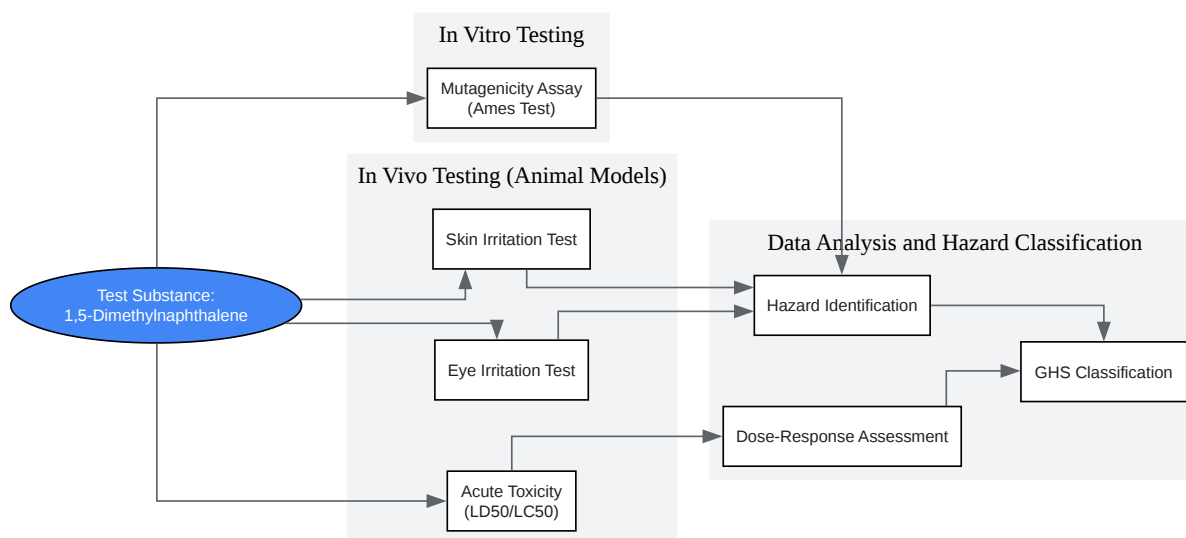 In Vitro Testing
Mutagenicity Assay
(Ames Test)
In Vivo Testing (Animal Models)
Skin Irritation Test
Data Analysis and Hazard Classification
Test Substance:
1,5-Dimethylnaphthalene
Hazard Identification
Eye Irritation Test
GHS Classification
Dose-Response Assessment
Acute Toxicity
(LD50/LC50)